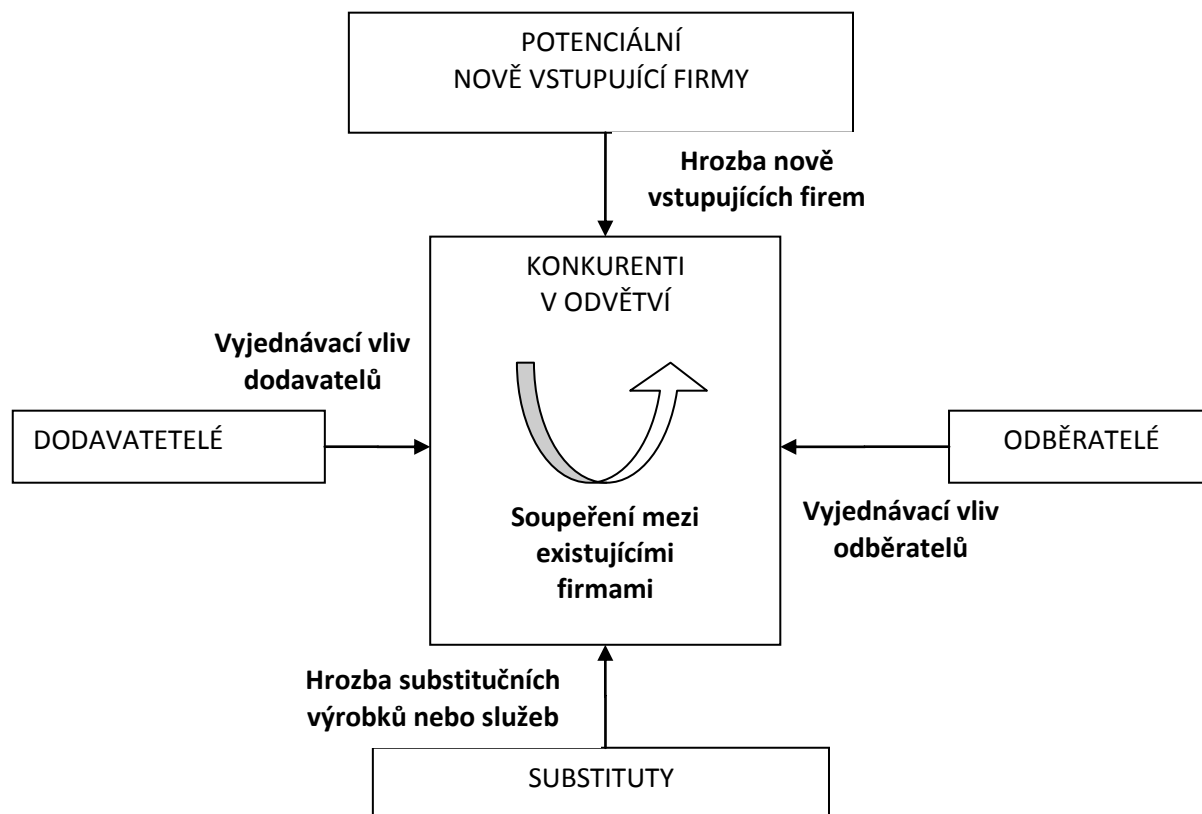 POTENCIÁLNÍ
NOVĚ VSTUPUJÍCÍ FIRMY
Hrozba nově
vstupujících firem
KONKURENTI
V ODVĚTVÍ
Vyjednávací vliv
dodavatelů
DODAVATETELÉ
ODBĚRATELÉ
Soupeření mezi
existujícími
firmami
Vyjednávací vliv
odběratelů
Hrozba substitučních
výrobků nebo služeb
SUBSTITUTY